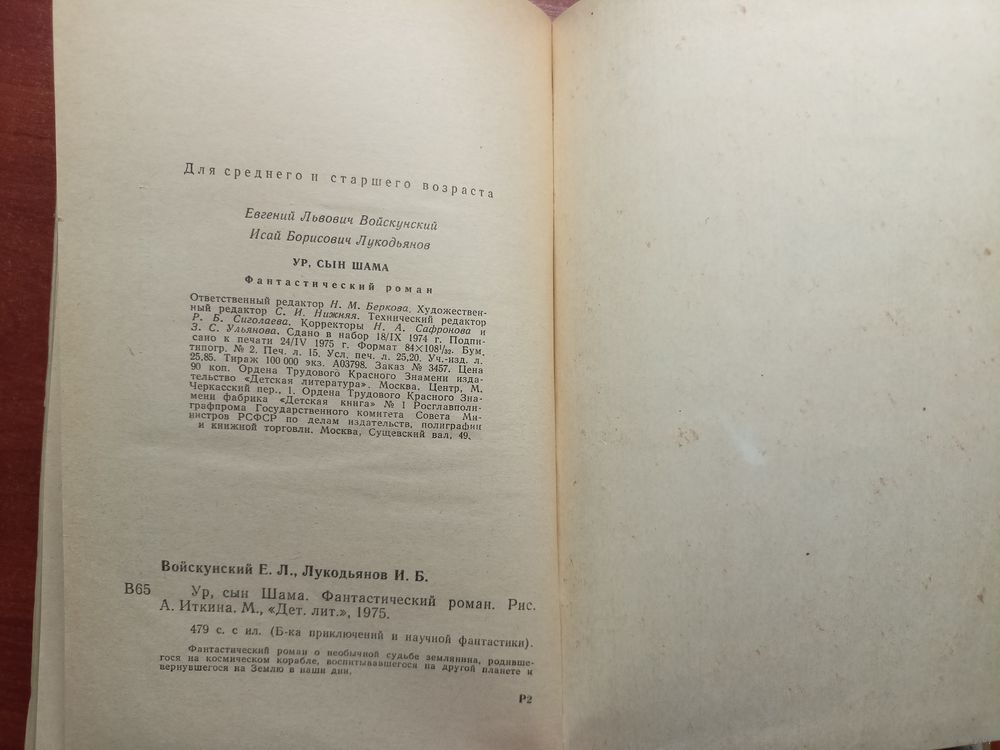 Для среднего и старшего возраста
Евгений Львович Войскунский
Исай Борисович Лукодьянов
УР, СЫН ШАМА
Фантастический роман
Ответственный редактор Н. М. Беркова. Художествен-
ный редактор С. И. Нижняя. Технический редактор
Р. Б. Сиголаева. Корректоры Н. А. Сафронова и
З. С. Ульянова. Сдано в набор 18/IX 1974 г. Подпи-
сано к печати 24/IV 1975 г. Формат 84×108¹/₃₂. Бум.
типогр. № 2. Печ. л. 15. Усл. печ. л. 25,20. Уч.-изд. л.
25,85. Тираж 100 000 экз. А03798. Заказ № 3457. Цена
90 коп. Ордена Трудового Красного Знамени изда-
тельство «Детская литература». Москва, Центр, М.
Черкасский пер., 1. Ордена Трудового Красного Зна-
мени фабрика «Детская книга» № 1 Росглавполи-
графпрома Государственного комитета Совета Ми-
нистров РСФСР по делам издательств, полиграфии
и книжной торговли. Москва, Сущевский вал, 49.
Войскунский Е. Л., Лукодьянов И. Б.
В65 Ур, сын Шама. Фантастический роман. Рис.
А. Иткина. М., «Дет. лит.», 1975.
479 с. с ил. (Б-ка приключений и научной фантастики).
Фантастический роман о необычной судьбе землянина, родивше-
гося на космическом корабле, воспитывавшегося на другой планете и
вернувшегося на Землю в наши дни.
Р2